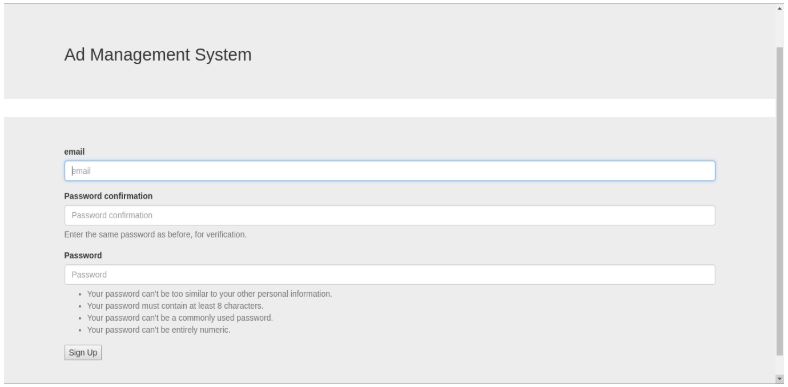 Ad Management System
email
email
Password confirmation
Password confirmation
Enter the same password as before, for verification.
Password
Password
Your password can't be too similar to your other personal information.
Your password must contain at least 8 characters.
Your password can't be a commonly used password.
Your password can't be entirely numeric.
Sign Up